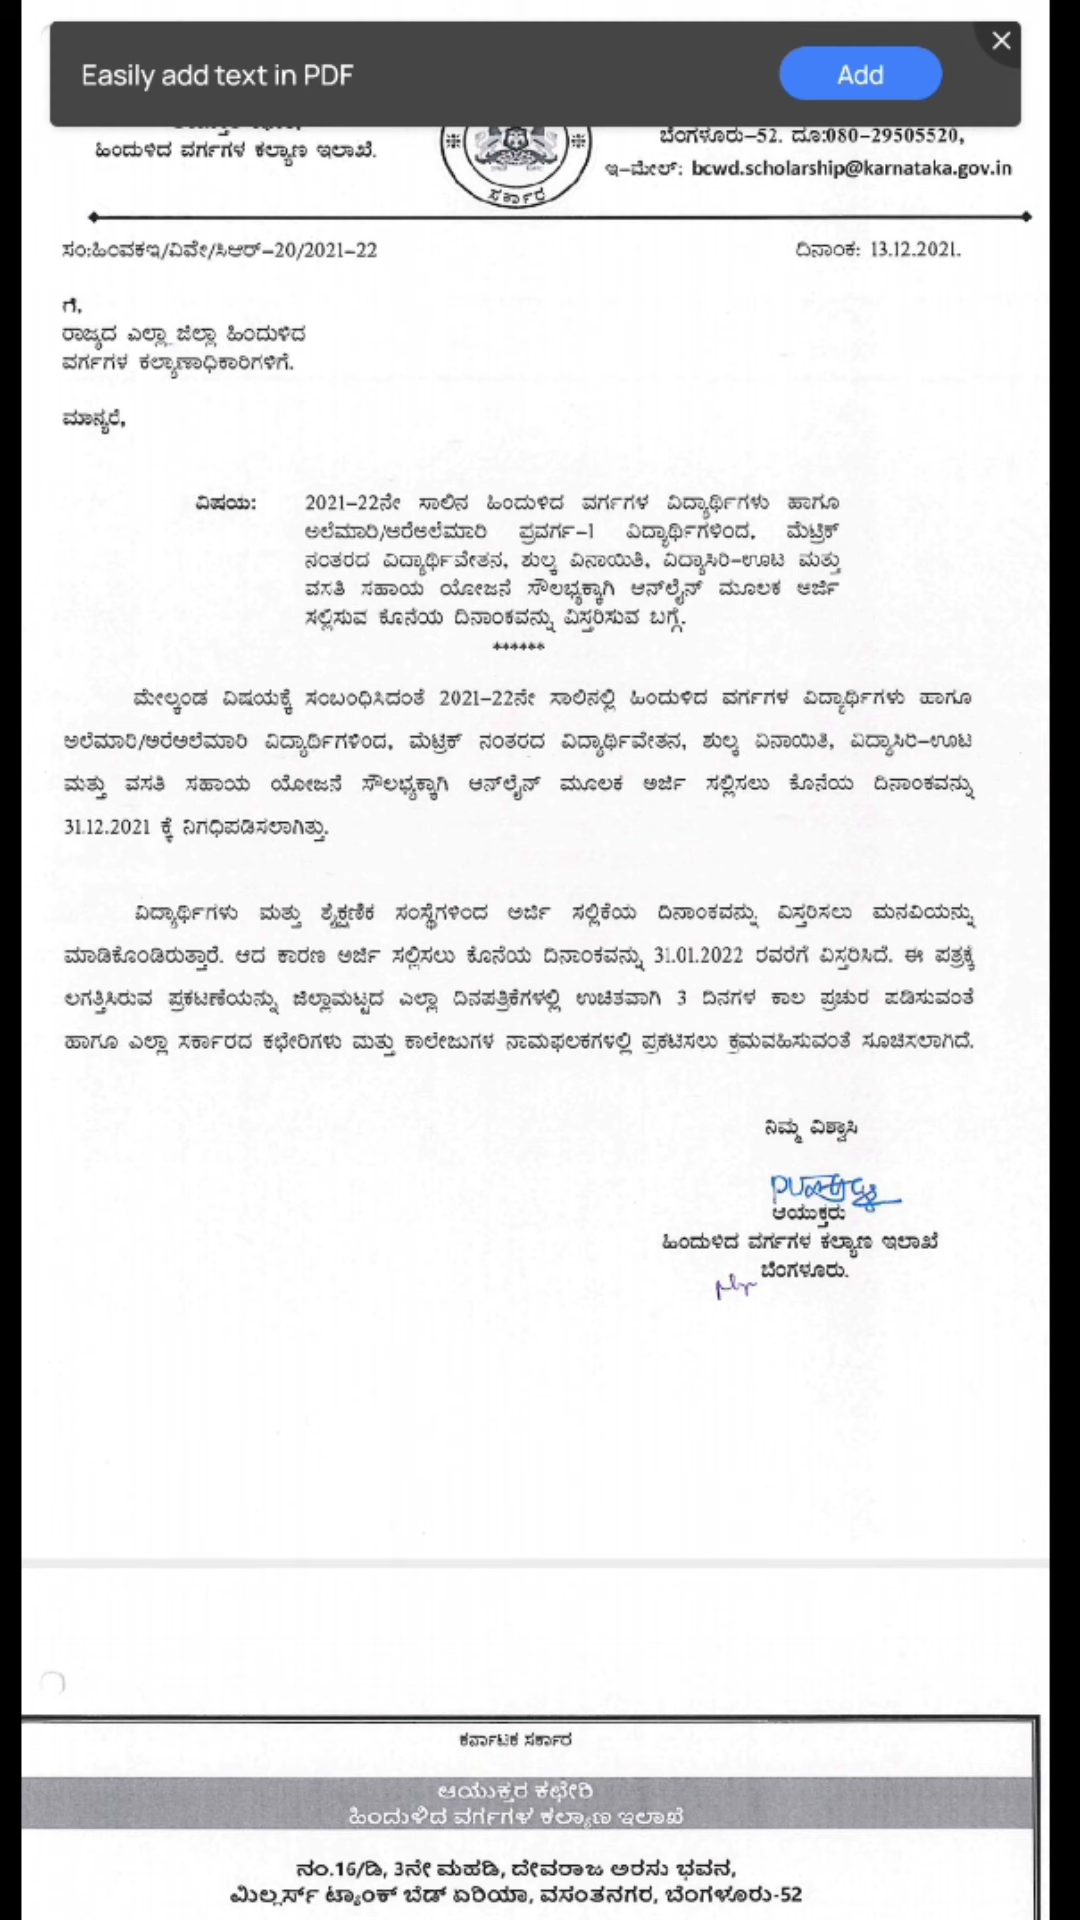 Easily add text in PDF
Add
ಹಿಂದುಳಿದ ವರ್ಗಗಳ ಕಲ್ಯಾಣ ಇಲಾಖೆ.
ಸರ್ಕಾರ
ಬೆಂಗಳೂರು–52. ದೂ:080–29505520,
ಇ–ಮೇಲ್: bcwd.scholarship@karnataka.gov.in
ಸಂ:ಹಿಂವಕಇ/ವಿವೇ/ಸಿಆರ್–20/2021–22
ದಿನಾಂಕ: 13.12.2021.
ಗೆ,
ರಾಜ್ಯದ ಎಲ್ಲಾ ಜಿಲ್ಲಾ ಹಿಂದುಳಿದ
ವರ್ಗಗಳ ಕಲ್ಯಾಣಾಧಿಕಾರಿಗಳಿಗೆ.
ಮಾನ್ಯರೆ,
ವಿಷಯ: 2021–22ನೇ ಸಾಲಿನ ಹಿಂದುಳಿದ ವರ್ಗಗಳ ವಿದ್ಯಾರ್ಥಿಗಳು ಹಾಗೂ
ಅಲೆಮಾರಿ/ಅರೆಅಲೆಮಾರಿ ಪ್ರವರ್ಗ–1 ವಿದ್ಯಾರ್ಥಿಗಳಿಂದ, ಮೆಟ್ರಿಕ್
ನಂತರದ ವಿದ್ಯಾರ್ಥಿವೇತನ, ಶುಲ್ಕ ವಿನಾಯಿತಿ, ವಿದ್ಯಾಸಿರಿ–ಊಟ ಮತ್ತು
ವಸತಿ ಸಹಾಯ ಯೋಜನೆ ಸೌಲಭ್ಯಕ್ಕಾಗಿ ಆನ್‌ಲೈನ್ ಮೂಲಕ ಅರ್ಜಿ
ಸಲ್ಲಿಸುವ ಕೊನೆಯ ದಿನಾಂಕವನ್ನು ವಿಸ್ತರಿಸುವ ಬಗ್ಗೆ.
******
ಮೇಲ್ಕಂಡ ವಿಷಯಕ್ಕೆ ಸಂಬಂಧಿಸಿದಂತೆ 2021–22ನೇ ಸಾಲಿನಲ್ಲಿ ಹಿಂದುಳಿದ ವರ್ಗಗಳ ವಿದ್ಯಾರ್ಥಿಗಳು ಹಾಗೂ
ಅಲೆಮಾರಿ/ಅರೆಅಲೆಮಾರಿ ವಿದ್ಯಾರ್ಥಿಗಳಿಂದ, ಮೆಟ್ರಿಕ್ ನಂತರದ ವಿದ್ಯಾರ್ಥಿವೇತನ, ಶುಲ್ಕ ವಿನಾಯಿತಿ, ವಿದ್ಯಾಸಿರಿ–ಊಟ
ಮತ್ತು ವಸತಿ ಸಹಾಯ ಯೋಜನೆ ಸೌಲಭ್ಯಕ್ಕಾಗಿ ಆನ್‌ಲೈನ್ ಮೂಲಕ ಅರ್ಜಿ ಸಲ್ಲಿಸಲು ಕೊನೆಯ ದಿನಾಂಕವನ್ನು
31.12.2021 ಕ್ಕೆ ನಿಗಧಿಪಡಿಸಲಾಗಿತ್ತು.
ವಿದ್ಯಾರ್ಥಿಗಳು ಮತ್ತು ಶೈಕ್ಷಣಿಕ ಸಂಸ್ಥೆಗಳಿಂದ ಅರ್ಜಿ ಸಲ್ಲಿಕೆಯ ದಿನಾಂಕವನ್ನು ವಿಸ್ತರಿಸಲು ಮನವಿಯನ್ನು
ಮಾಡಿಕೊಂಡಿರುತ್ತಾರೆ. ಆದ ಕಾರಣ ಅರ್ಜಿ ಸಲ್ಲಿಸಲು ಕೊನೆಯ ದಿನಾಂಕವನ್ನು 31.01.2022 ರವರೆಗೆ ವಿಸ್ತರಿಸಿದೆ. ಈ ಪತ್ರಕ್ಕೆ
ಲಗತ್ತಿಸಿರುವ ಪ್ರಕಟಣೆಯನ್ನು ಜಿಲ್ಲಾಮಟ್ಟದ ಎಲ್ಲಾ ದಿನಪತ್ರಿಕೆಗಳಲ್ಲಿ ಉಚಿತವಾಗಿ 3 ದಿನಗಳ ಕಾಲ ಪ್ರಚುರ ಪಡಿಸುವಂತೆ
ಹಾಗೂ ಎಲ್ಲಾ ಸರ್ಕಾರದ ಕಛೇರಿಗಳು ಮತ್ತು ಕಾಲೇಜುಗಳ ನಾಮಫಲಕಗಳಲ್ಲಿ ಪ್ರಕಟಿಸಲು ಕ್ರಮವಹಿಸುವಂತೆ ಸೂಚಿಸಲಾಗಿದೆ.
ನಿಮ್ಮ ವಿಶ್ವಾಸಿ
ಆಯುಕ್ತರು
ಹಿಂದುಳಿದ ವರ್ಗಗಳ ಕಲ್ಯಾಣ ಇಲಾಖೆ
ಬೆಂಗಳೂರು.
ಕರ್ನಾಟಕ ಸರ್ಕಾರ
ಆಯುಕ್ತರ ಕಛೇರಿ
ಹಿಂದುಳಿದ ವರ್ಗಗಳ ಕಲ್ಯಾಣ ಇಲಾಖೆ
ನಂ.16/ಡಿ, 3ನೇ ಮಹಡಿ, ದೇವರಾಜ ಅರಸು ಭವನ,
ಮಿಲ್ಲರ್ಸ್ ಟ್ಯಾಂಕ್ ಬೆಡ್ ಏರಿಯಾ, ವಸಂತನಗರ, ಬೆಂಗಳೂರು-52